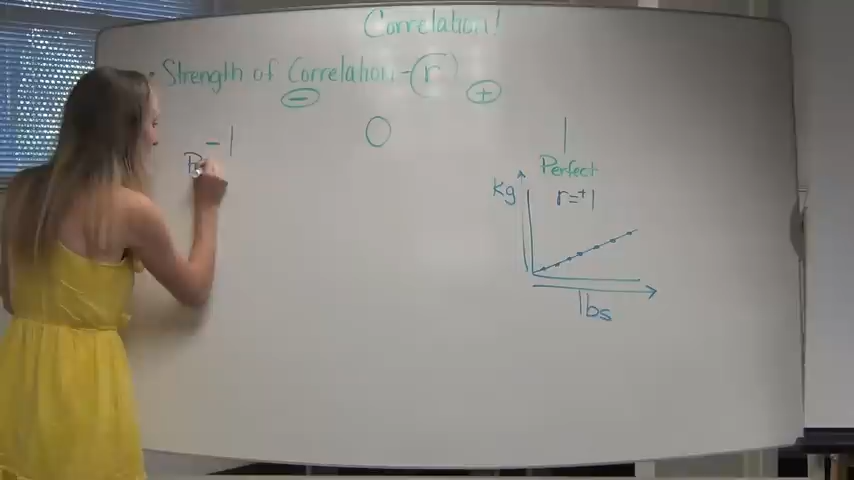 Correlation!
• Strength of Correlation - r
- +
-1 0 1
Perfect
kg r=+1
lbs